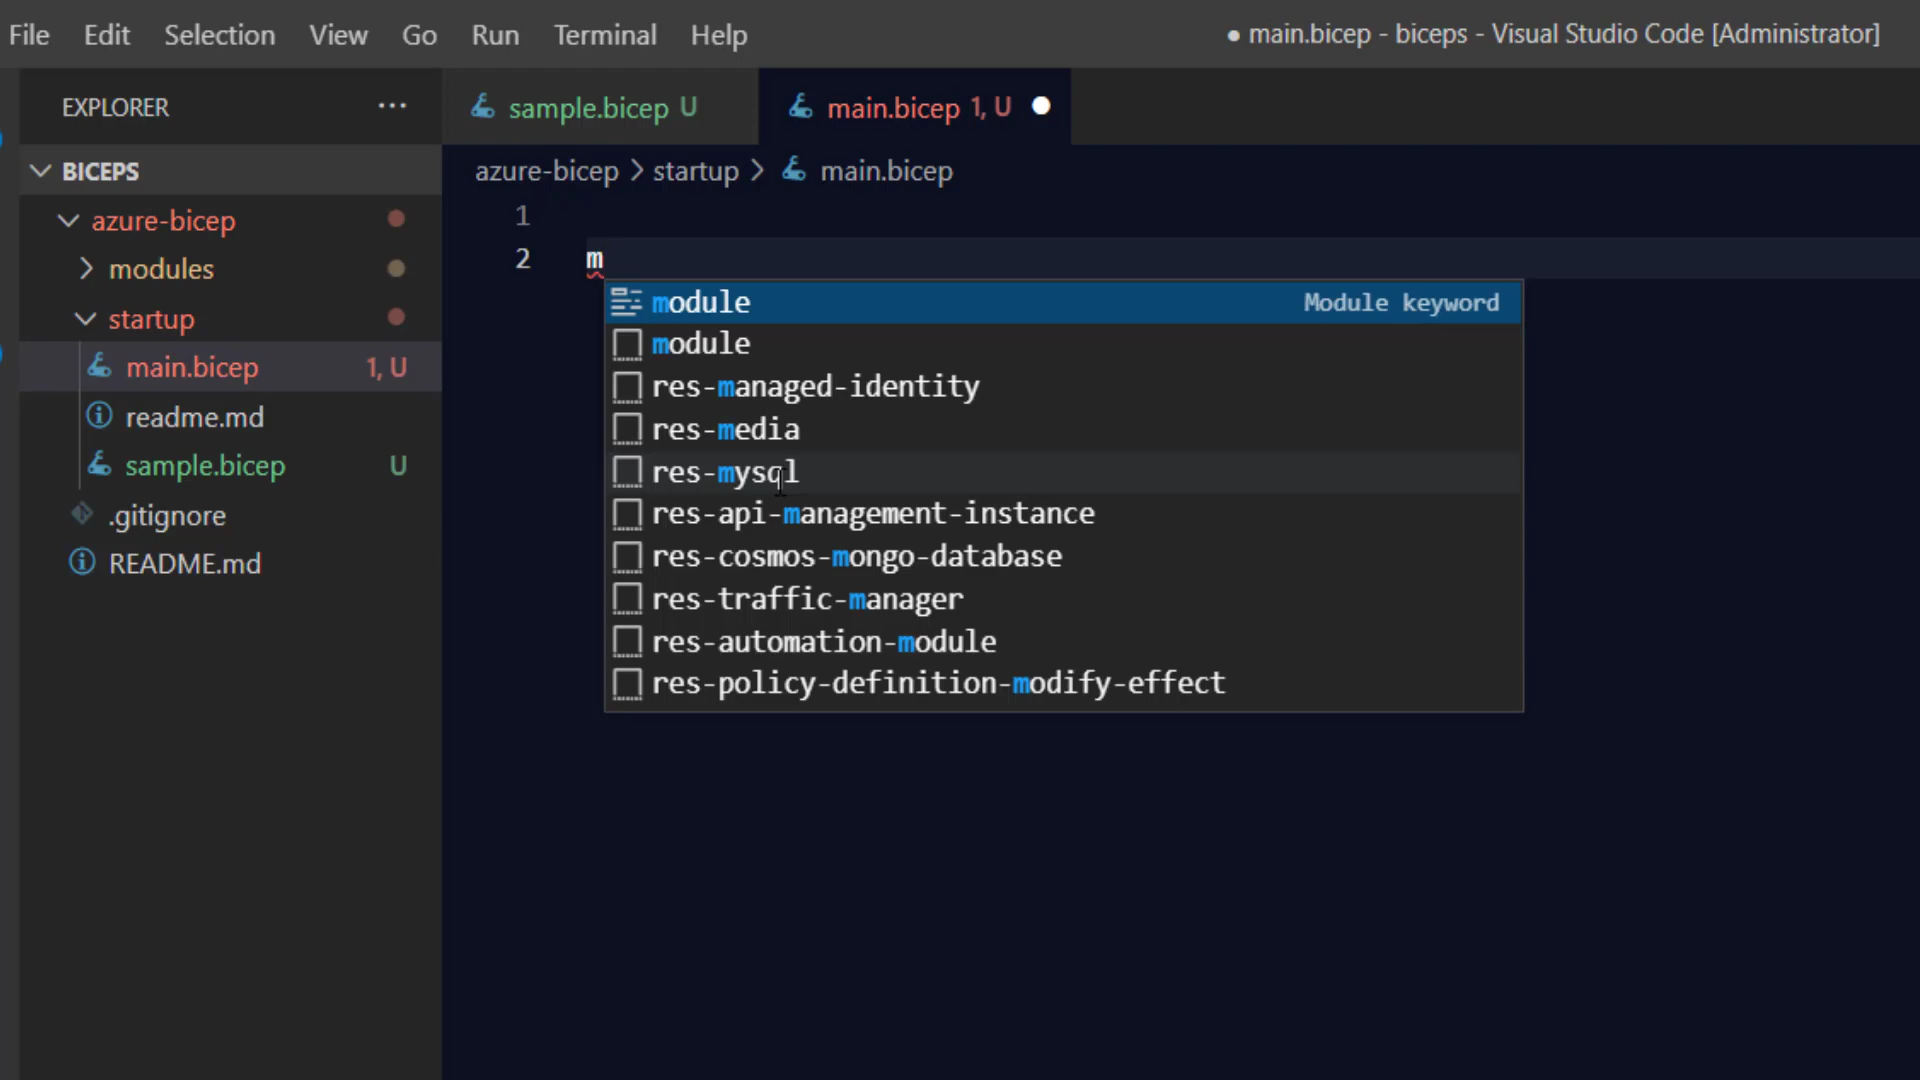 File Edit Selection View Go Run Terminal Help
● main.bicep - biceps - Visual Studio Code [Administrator]
EXPLORER ...
sample.bicep U
main.bicep 1, U
BICEPS
azure-bicep > startup > main.bicep
azure-bicep
modules
startup
main.bicep 1, U
readme.md
sample.bicep U
.gitignore
README.md
1
2 m
module Module keyword
module
res-managed-identity
res-media
res-mysql
res-api-management-instance
res-cosmos-mongo-database
res-traffic-manager
res-automation-module
res-policy-definition-modify-effect